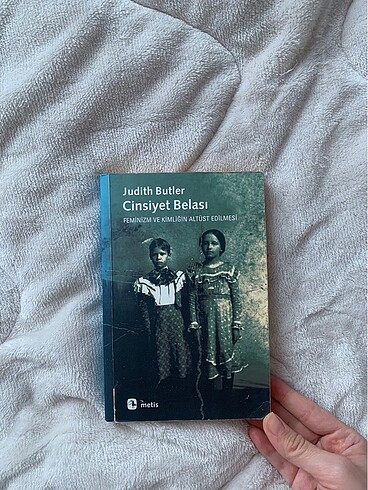 Judith Butler
Cinsiyet Belası
FEMİNİZM VE KİMLİĞİN ALTÜST EDİLMESİ
metis